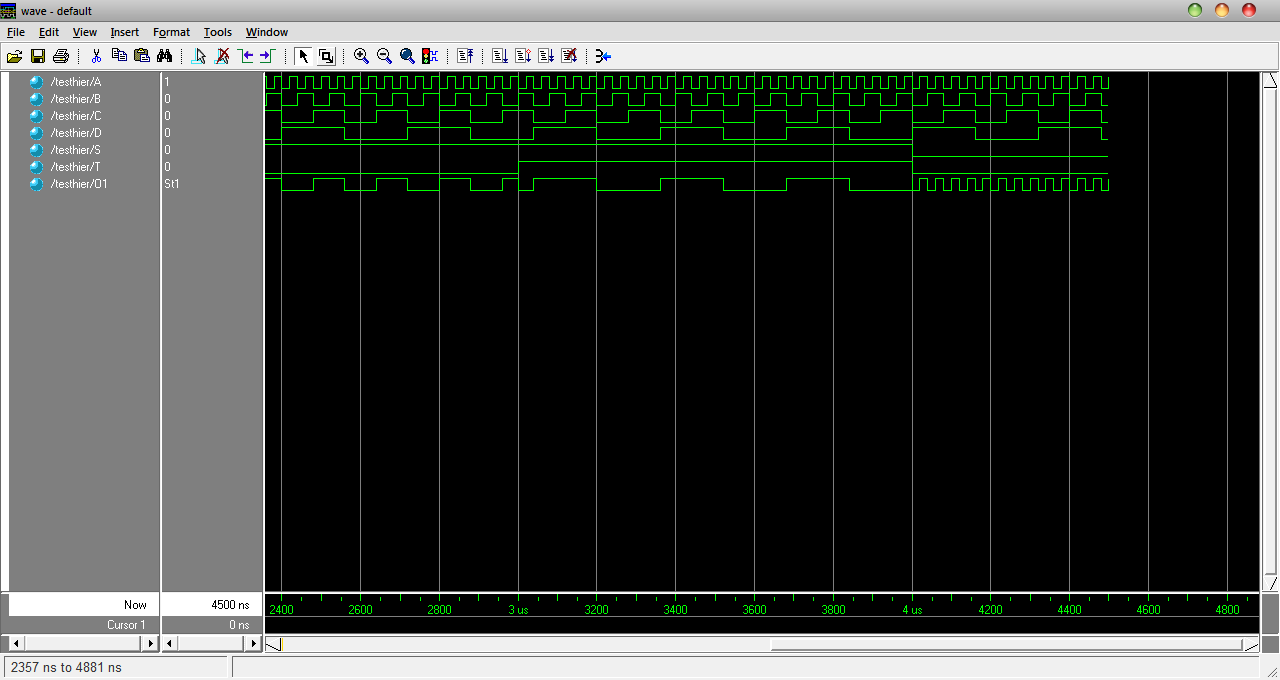 wave - default
File Edit View Insert Format Tools Window
/testhier/A 1
/testhier/B 0
/testhier/C 0
/testhier/D 0
/testhier/S 0
/testhier/T 0
/testhier/O1 St1
Now 4500 ns 2400 2600 2800 3 us 3200 3400 3600 3800 4 us 4200 4400 4600 4800
Cursor 1 0 ns
2357 ns to 4881 ns